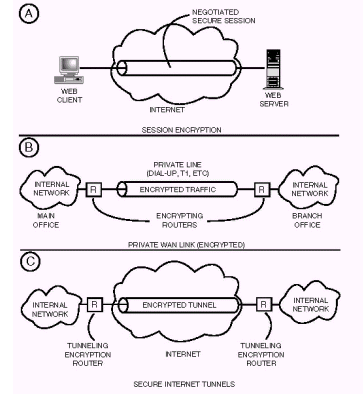 A
NEGOTIATED
SECURE SESSION
WEB
CLIENT
INTERNET
WEB
SERVER
SESSION ENCRYPTION
B
PRIVATE LINE
(DIAL-UP, T1, ETC)
INTERNAL
NETWORK
R
ENCRYPTED TRAFFIC
R
INTERNAL
NETWORK
MAIN
OFFICE
ENCRYPTING
ROUTERS
BRANCH
OFFICE
PRIVATE WAN LINK (ENCRYPTED)
C
INTERNAL
NETWORK
R
ENCRYPTED TUNNEL
R
INTERNAL
NETWORK
TUNNELING
ENCRYPTION
ROUTER
INTERNET
TUNNELING
ENCRYPTION
ROUTER
SECURE INTERNET TUNNELS